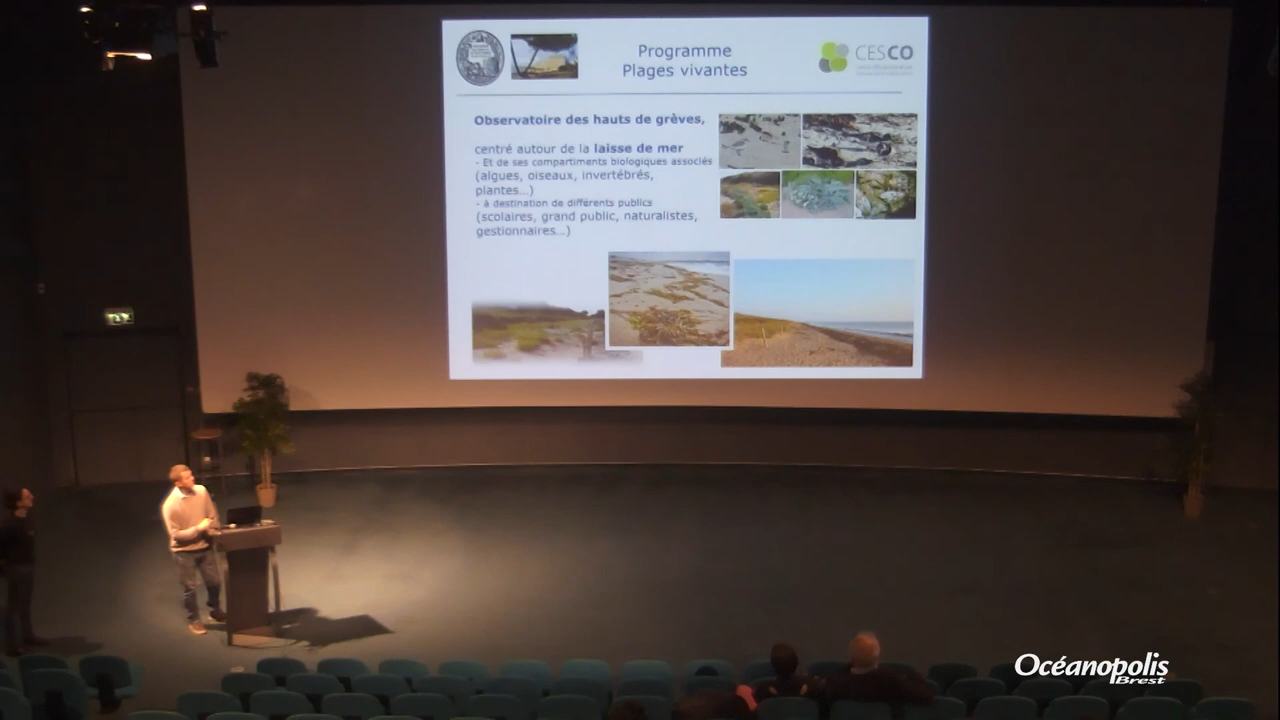 Programme
Plages vivantes
CESCO
Observatoire des hauts de grèves,
centré autour de la laisse de mer
- Et de ses compartiments biologiques associés
(algues, oiseaux, invertébrés,
plantes...)
- à destination de différents publics
(scolaires, grand public, naturalistes,
gestionnaires...)
Océanopolis
Brest